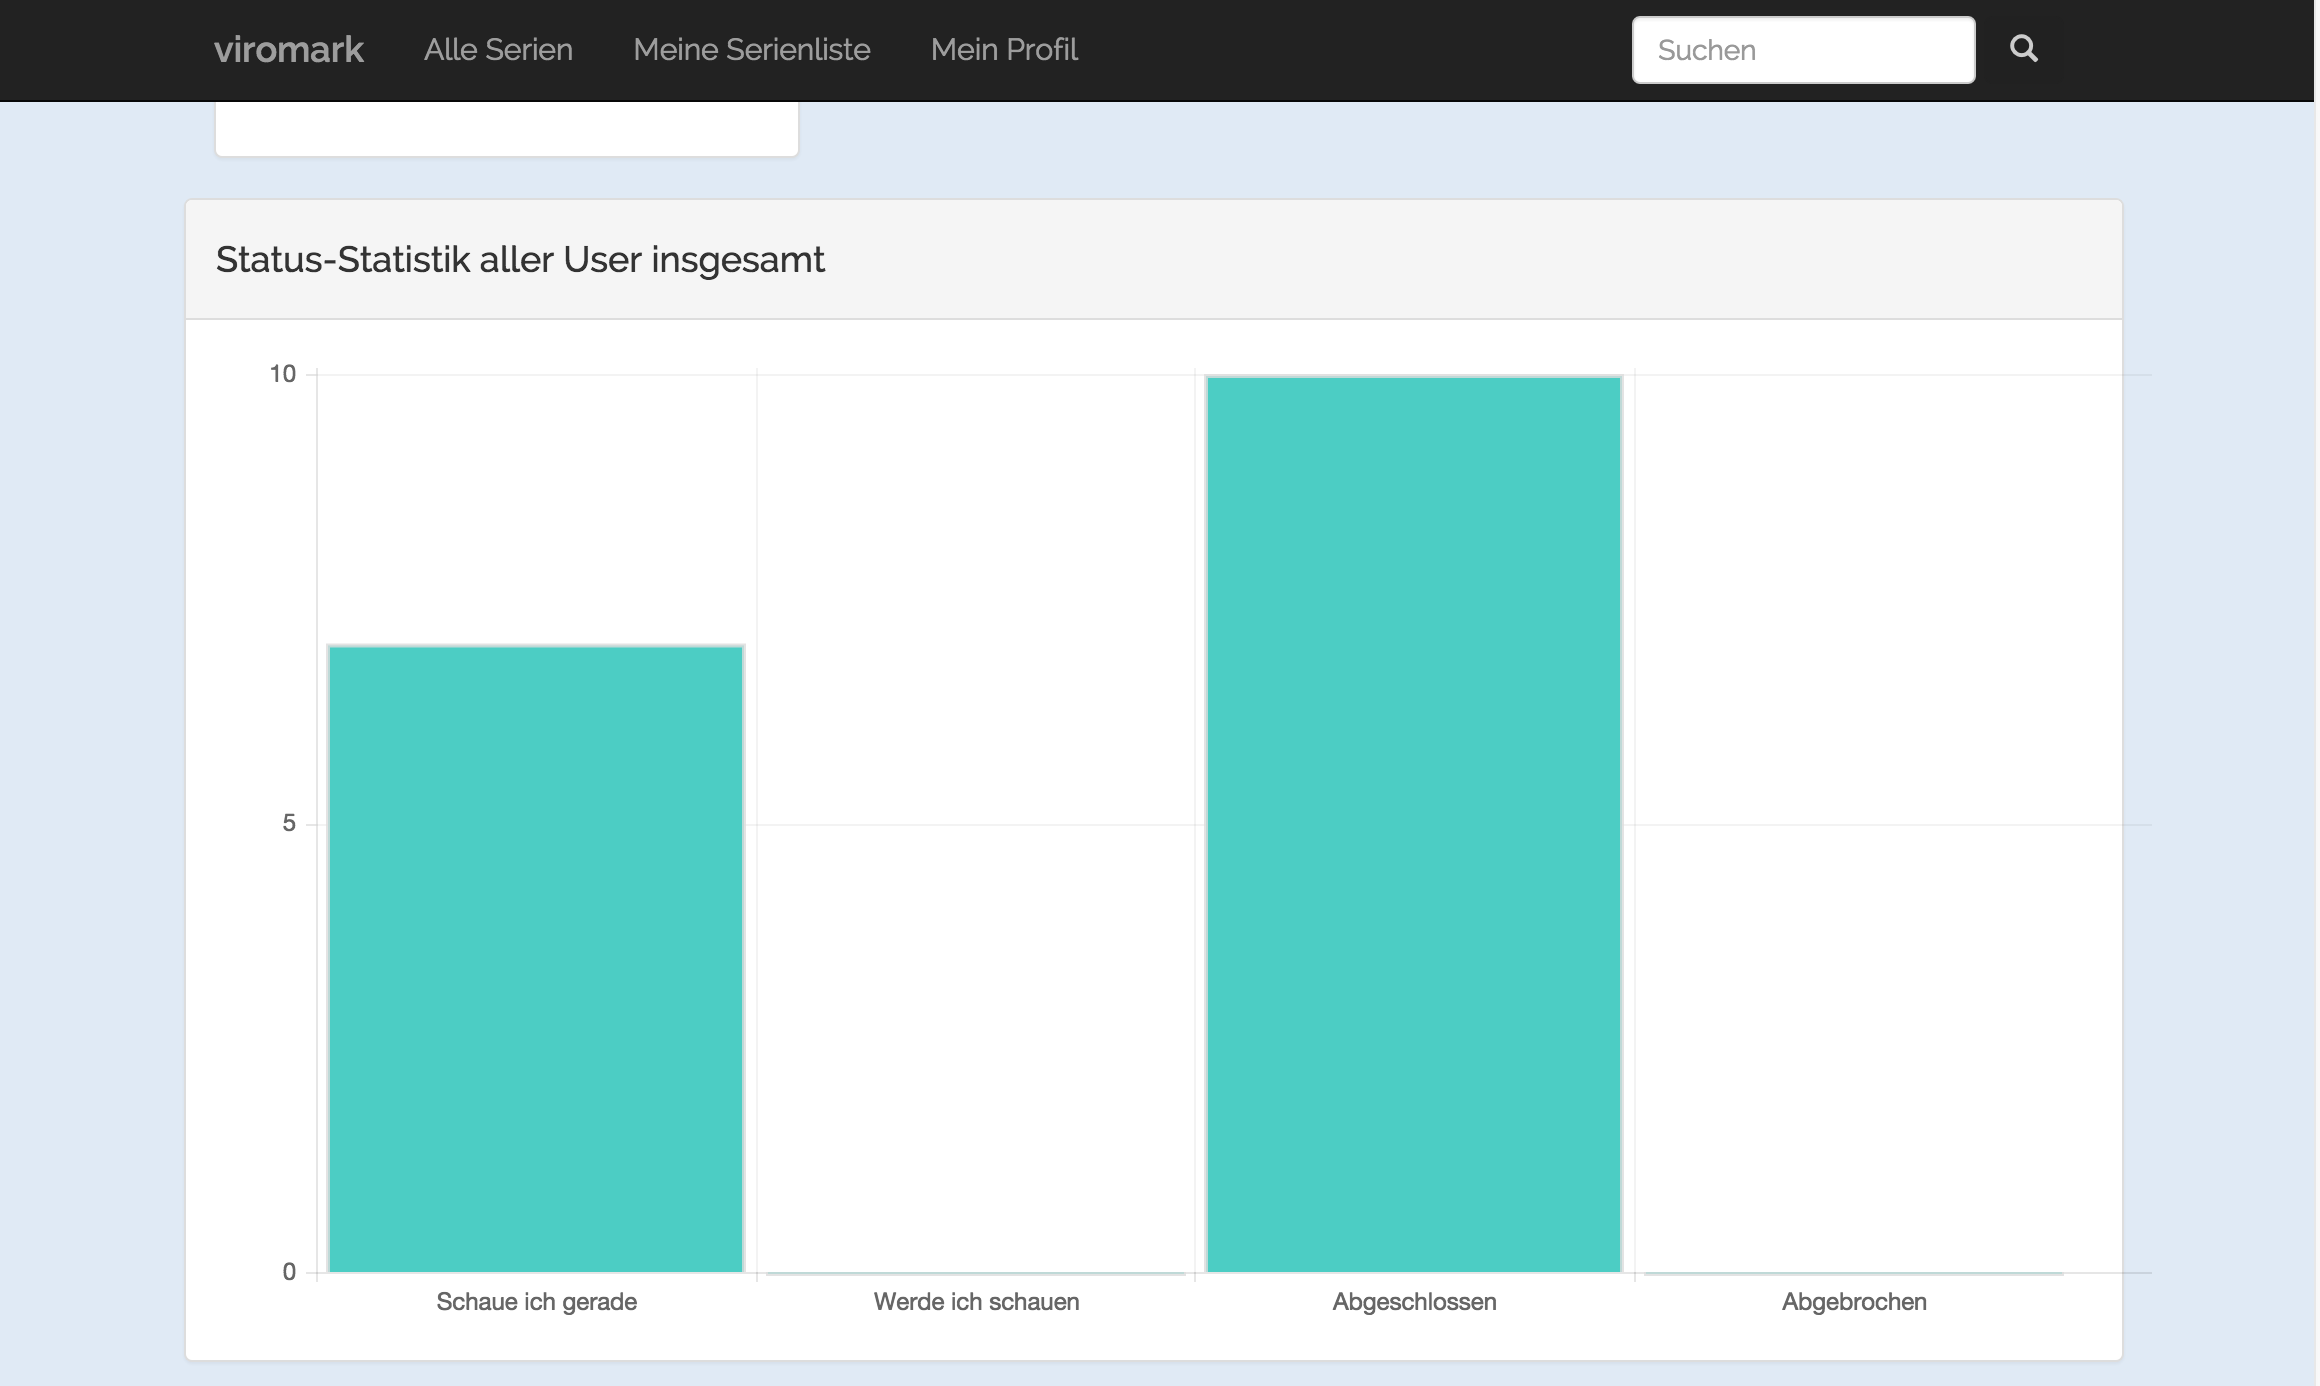 viromark Alle Serien Meine Serienliste Mein Profil Suchen
Status-Statistik aller User insgesamt
10
5
0
Schaue ich gerade Werde ich schauen Abgeschlossen Abgebrochen